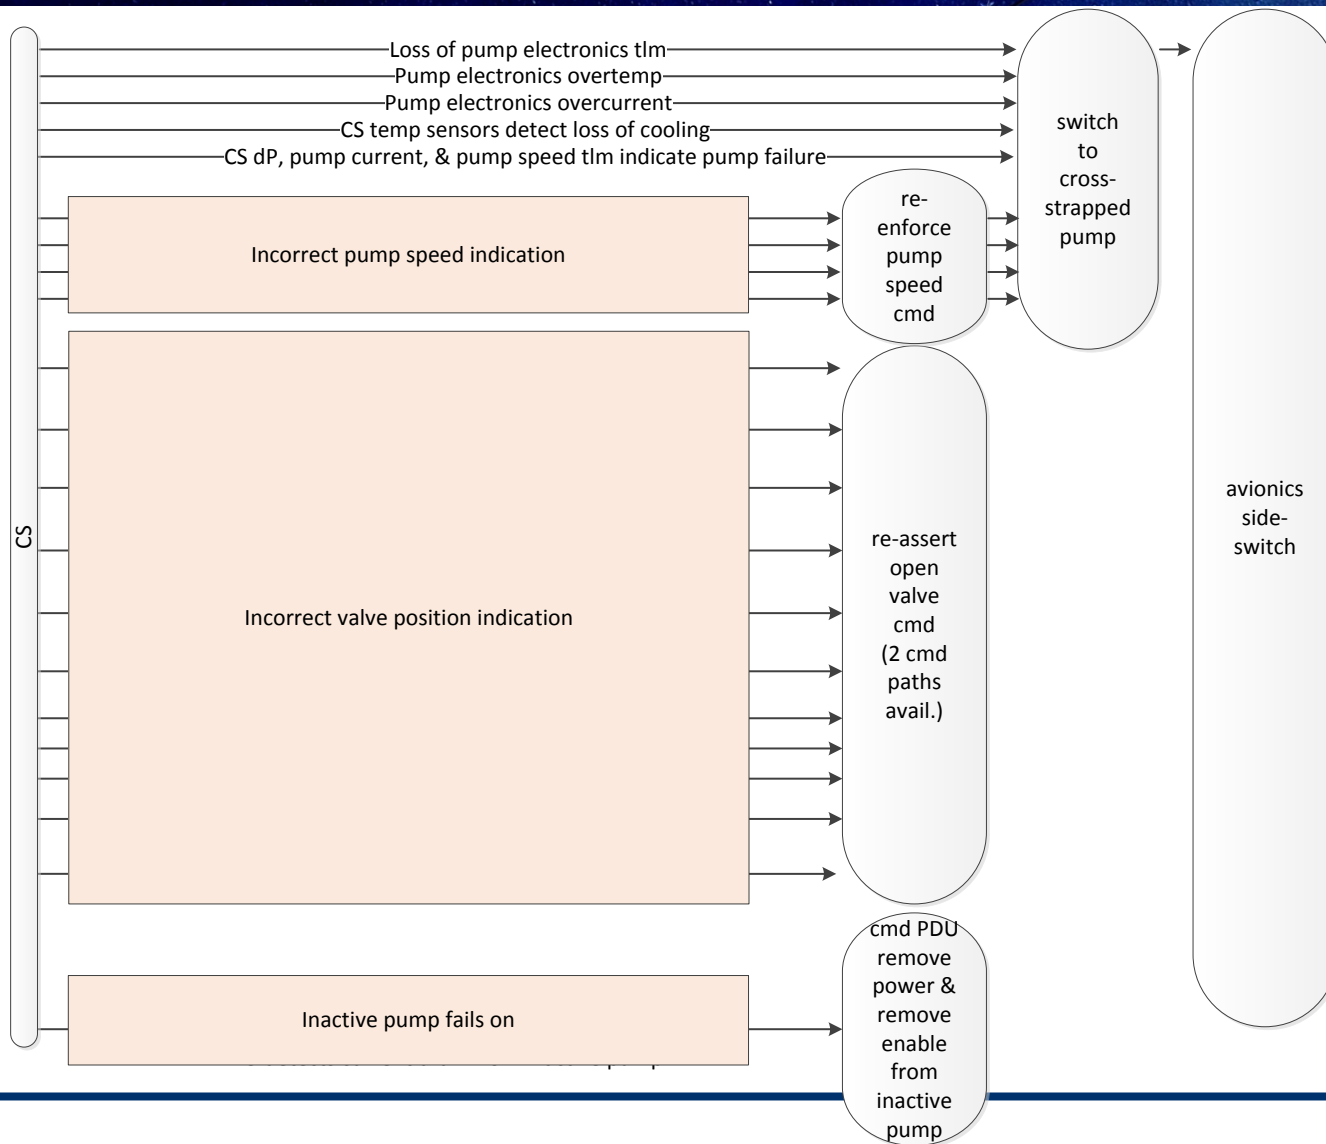 Loss of pump electronics tlm
Pump electronics overtemp
Pump electronics overcurrent
CS temp sensors detect loss of cooling
CS dP, pump current, & pump speed tlm indicate pump failure
switch
to
cross-
strapped
pump
Incorrect pump speed indication
re-
enforce
pump
speed
cmd
CS
Incorrect valve position indication
re-assert
open
valve
cmd
(2 cmd
paths
avail.)
avionics
side-
switch
Inactive pump fails on
cmd PDU
remove
power &
remove
enable
from
inactive
pump